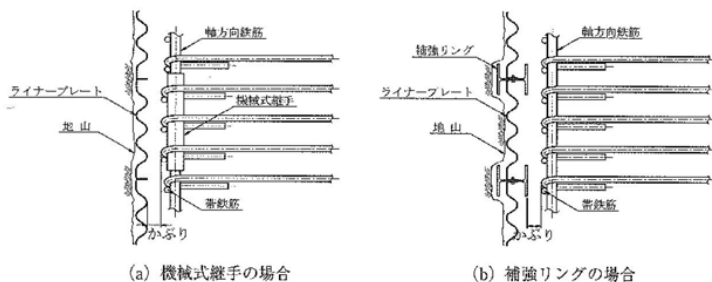 軸方向鉄筋
ライナープレート
機械式継手
地山
帯鉄筋
かぶり
(a) 機械式継手の場合
軸方向鉄筋
補強リング
ライナープレート
地山
帯鉄筋
かぶり
(b) 補強リングの場合